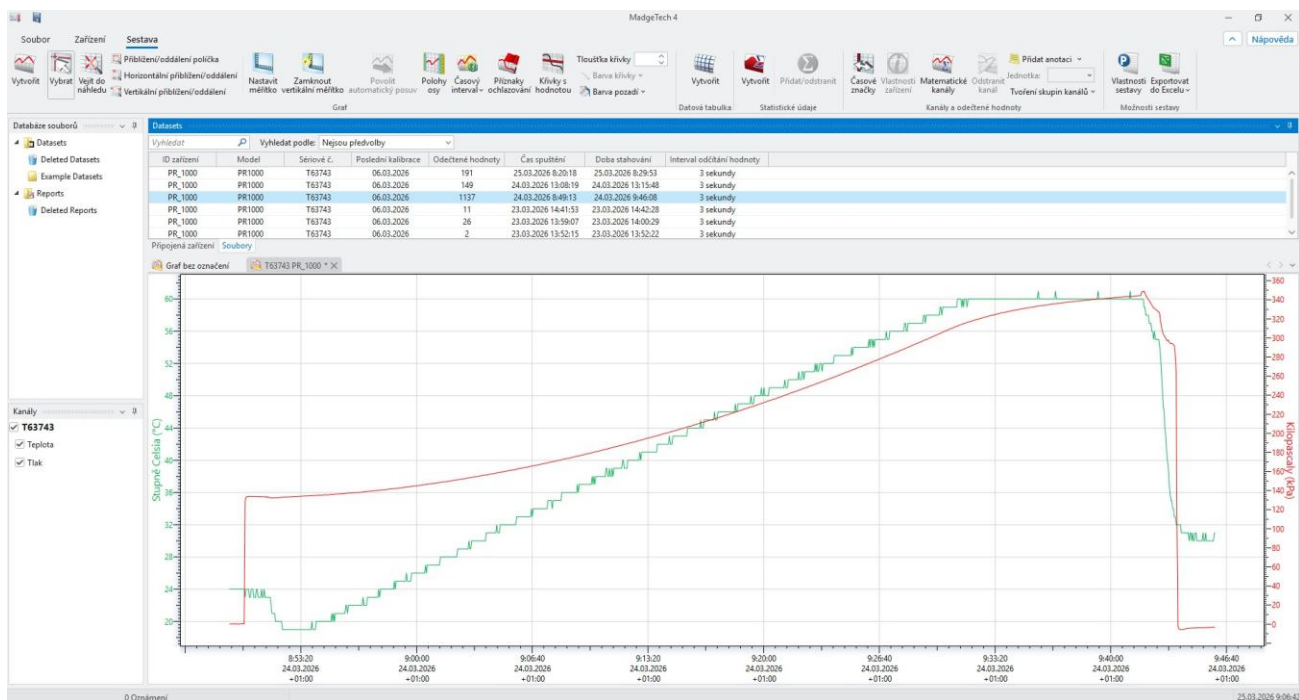 MadgeTech 4
Soubor Zařízení Sestava
Nápověda
Vytvořit
Vybrat
Vejít do náhledu
Přiblížení/oddálení políčka
Horizontální přiblížení/oddálení
Vertikální přiblížení/oddálení
Nastavit měřítko
Zamknout vertikální měřítko
Povolit automatický posuv
Polohy osy
Časový interval
Příznaky ochlazování
Křivky s hodnotou
Tloušťka křivky
Barva křivky
Barva pozadí
Graf
Vytvořit
Datová tabulka
Vytvořit
Přidat/odstranit
Statistické údaje
Časové značky
Vlastnosti zařízení
Matematické kanály
Odstranit kanál
Přidat anotaci
Jednotka:
Tvoření skupin kanálů
Kanály a odečtené hodnoty
Vlastnosti sestavy
Exportovat do Excelu
Možnosti sestavy
Databáze souborů
Datasets
Deleted Datasets
Example Datasets
Reports
Deleted Reports
Datasets
Vyhledat
Vyhledat podle: Nejsou předvolby
ID zařízení Model Sériové č. Poslední kalibrace Odečtené hodnoty Čas spuštění Doba stahování Interval odčítání hodnoty
PR_1000 PR1000 T63743 06.03.2026 191 25.03.2026 8:20:18 25.03.2026 8:29:53 3 sekundy
PR_1000 PR1000 T63743 06.03.2026 149 24.03.2026 13:08:19 24.03.2026 13:15:48 3 sekundy
PR_1000 PR1000 T63743 06.03.2026 1137 24.03.2026 8:49:13 24.03.2026 9:46:08 3 sekundy
PR_1000 PR1000 T63743 06.03.2026 11 23.03.2026 14:41:53 23.03.2026 14:42:28 3 sekundy
PR_1000 PR1000 T63743 06.03.2026 26 23.03.2026 13:59:07 23.03.2026 14:00:29 3 sekundy
PR_1000 PR1000 T63743 06.03.2026 2 23.03.2026 13:52:15 23.03.2026 13:52:22 3 sekundy
Připojená zařízení Soubory
Graf bez označení T63743 PR_1000 *
Kanály
T63743
Teplota
Tlak
Stupně Celsia (°C)
60
56
52
48
44
40
36
32
28
24
20
Kilopascaly (kPa)
360
340
320
300
280
260
240
220
200
180
160
140
120
100
80
60
40
20
0
8:53:20 9:00:00 9:06:40 9:13:20 9:20:00 9:26:40 9:33:20 9:40:00 9:46:40
24.03.2026 24.03.2026 24.03.2026 24.03.2026 24.03.2026 24.03.2026 24.03.2026 24.03.2026 24.03.2026
+01:00 +01:00 +01:00 +01:00 +01:00 +01:00 +01:00 +01:00 +01:00
0 Oznámení